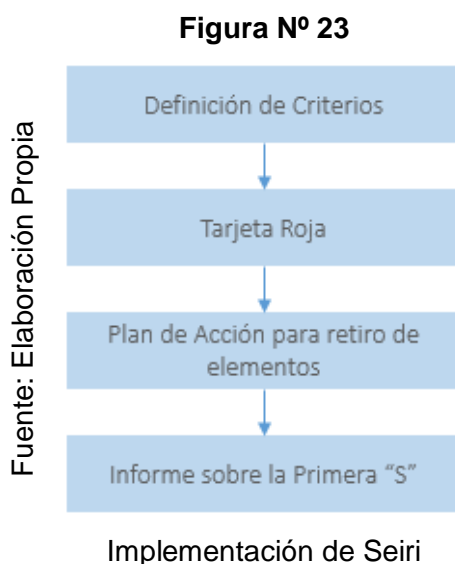 Figura Nº 23
Fuente: Elaboración Propia
Definición de Criterios
Tarjeta Roja
Plan de Acción para retiro de
elementos
Informe sobre la Primera “S”
Implementación de Seiri